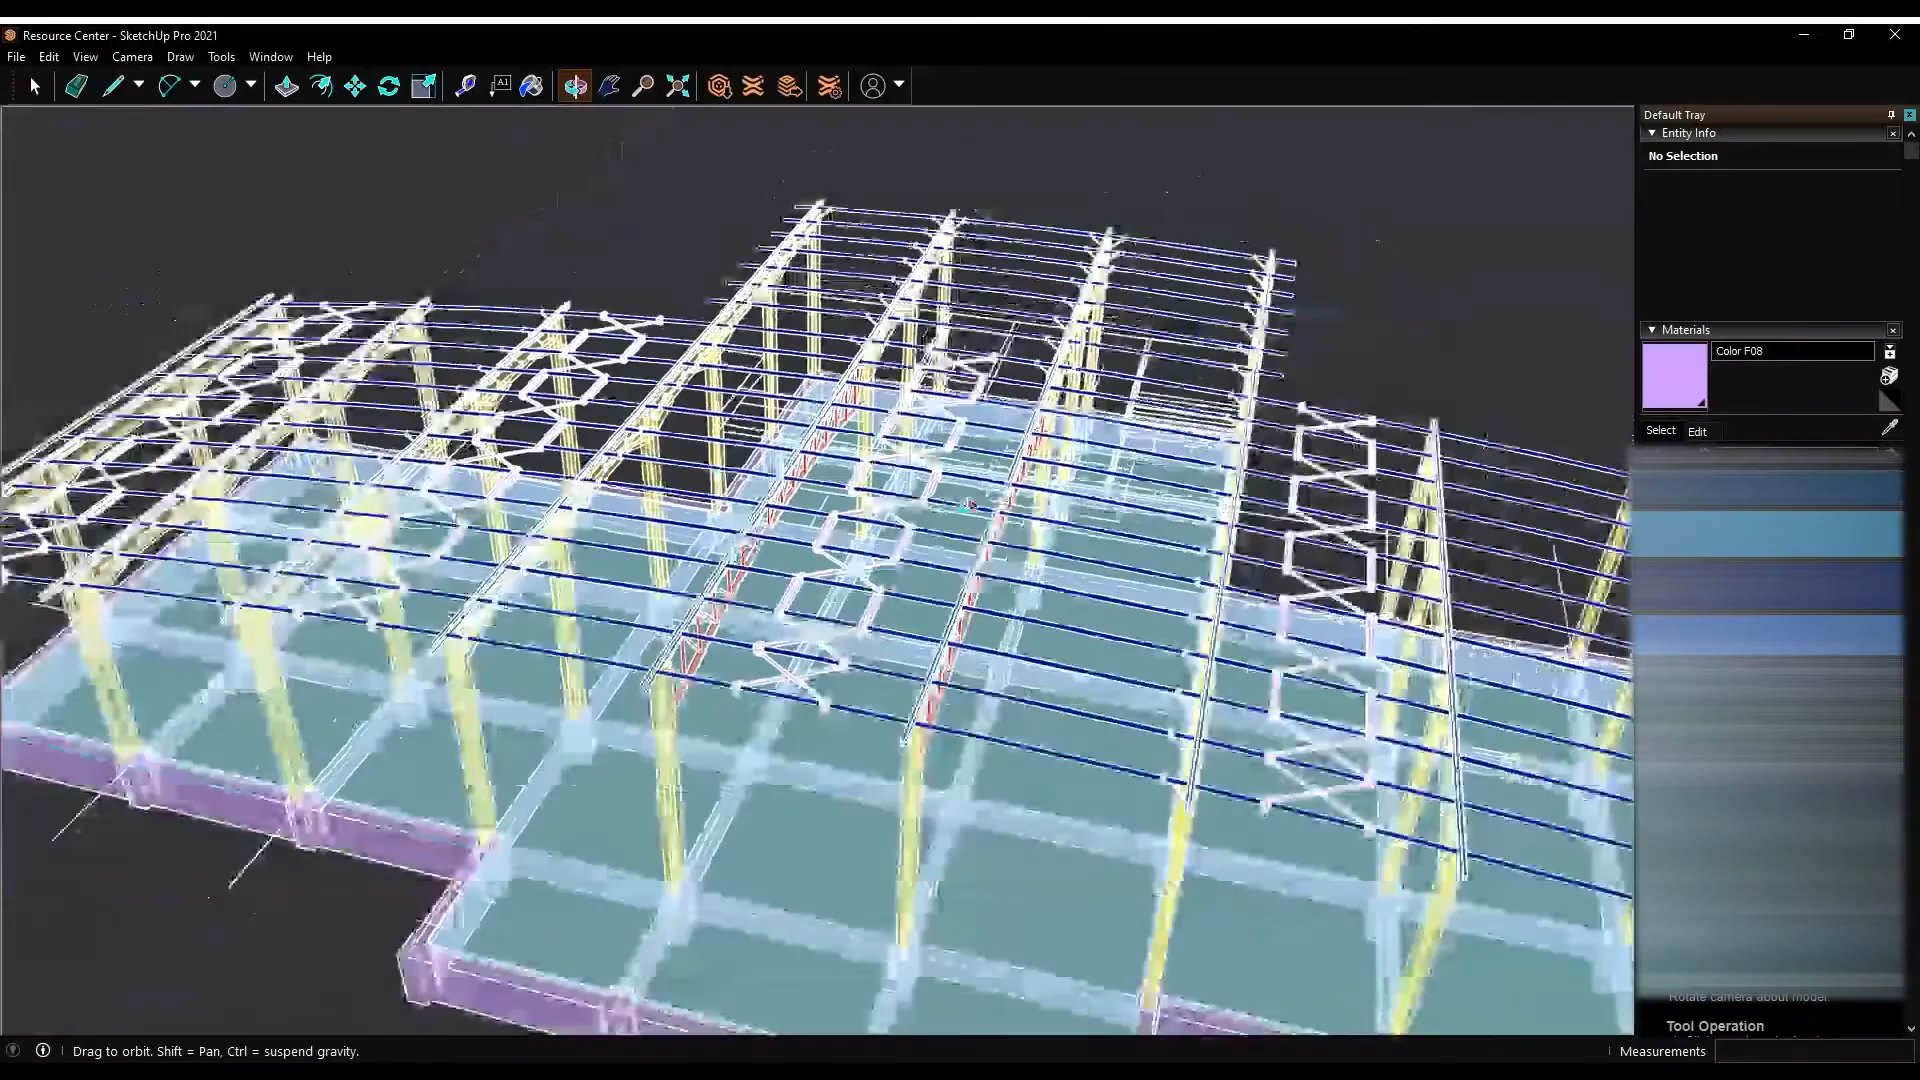 Resource Center - SketchUp Pro 2021
File Edit View Camera Draw Tools Window Help
A1
Default Tray
Entity Info
No Selection
Materials
Color F08
Select Edit
Rotate camera about model.
Tool Operation
Drag to orbit. Shift = Pan, Ctrl = suspend gravity.
Measurements